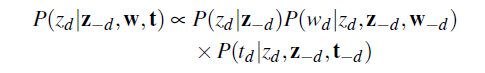 P(z_d|𝐳_{−d}, 𝐰, 𝐭) ∝ P(z_d|𝐳_{−d})P(w_d|z_d, 𝐳_{−d}, 𝐰_{−d})
× P(t_d|z_d, 𝐳_{−d}, 𝐭_{−d})